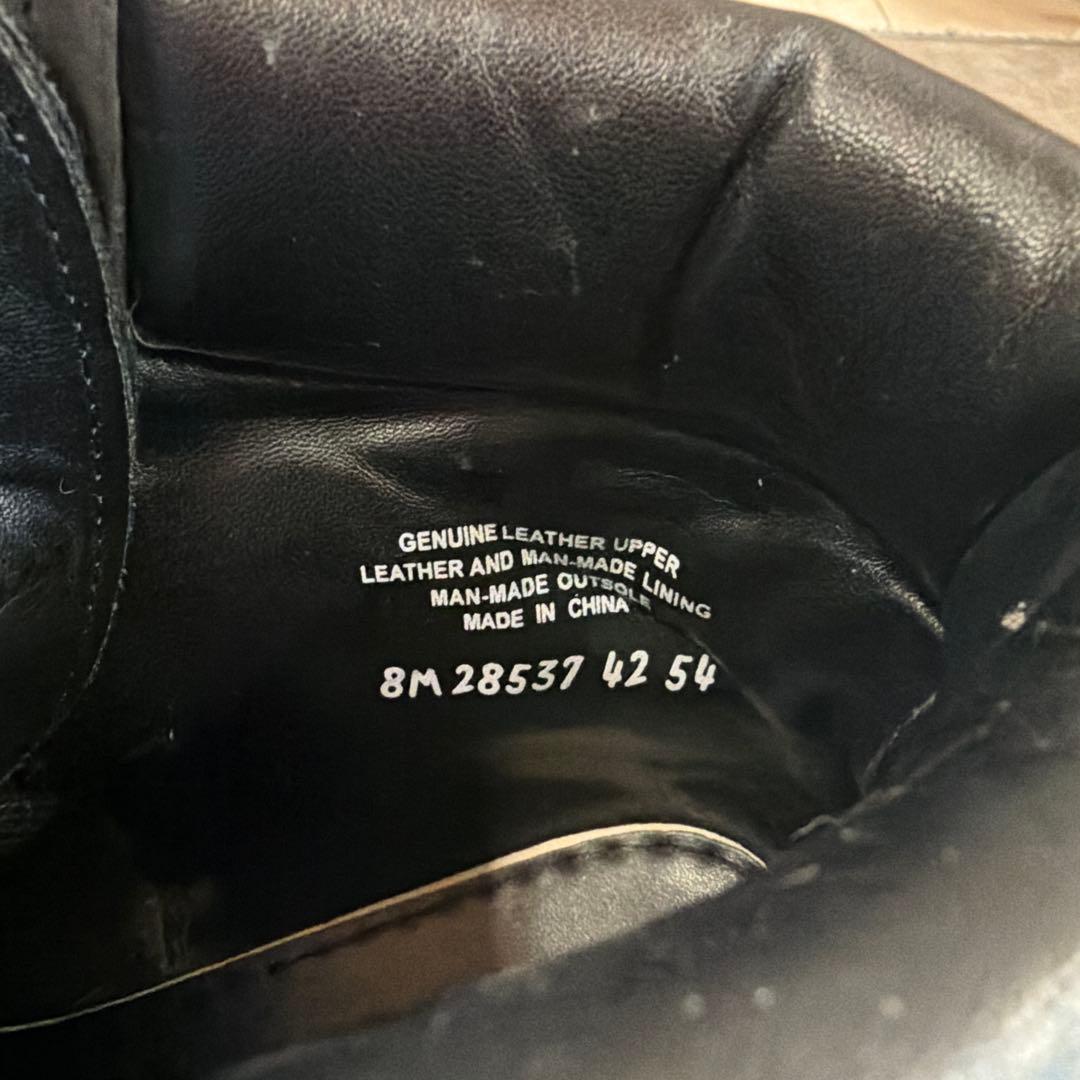 GENUINE LEATHER UPPER
LEATHER AND MAN-MADE LINING
MAN-MADE OUTSOLE
MADE IN CHINA
8M 28537 42 54